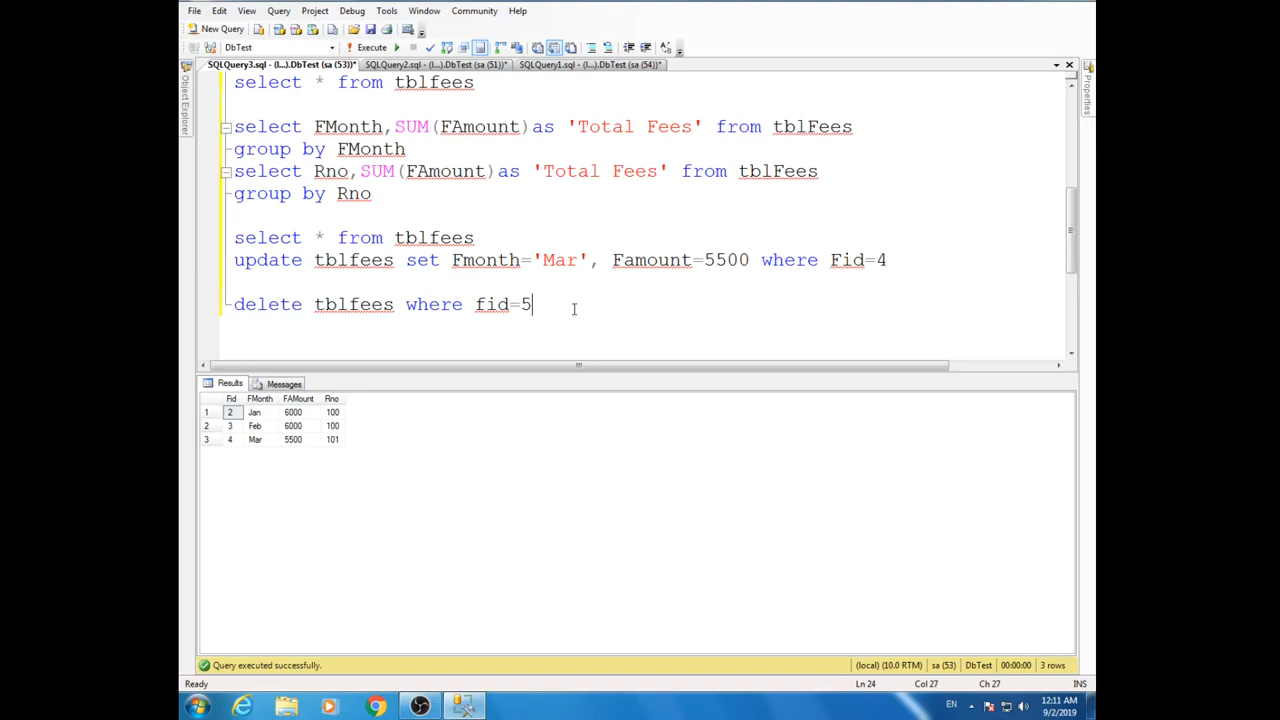 File Edit View Query Project Debug Tools Window Community Help
New Query
DbTest Execute
SQLQuery3.sql - (l...).DbTest (sa (53))* SQLQuery2.sql - (l...).DbTest (sa (51))* SQLQuery1.sql - (l...).DbTest (sa (54))*
Object Explorer
Properties
select * from tblfees
select FMonth,SUM(FAmount)as 'Total Fees' from tblFees
group by FMonth
select Rno,SUM(FAmount)as 'Total Fees' from tblFees
group by Rno
select * from tblfees
update tblfees set Fmonth='Mar', Famount=5500 where Fid=4
delete tblfees where fid=5
Results Messages
Fid FMonth FAMount Rno
1 2 Jan 6000 100
2 3 Feb 6000 100
3 4 Mar 5500 101
Query executed successfully. (local) (10.0 RTM) sa (53) DbTest 00:00:00 3 rows
Ready Ln 24 Col 27 Ch 27 INS
EN 12:11 AM
9/2/2019